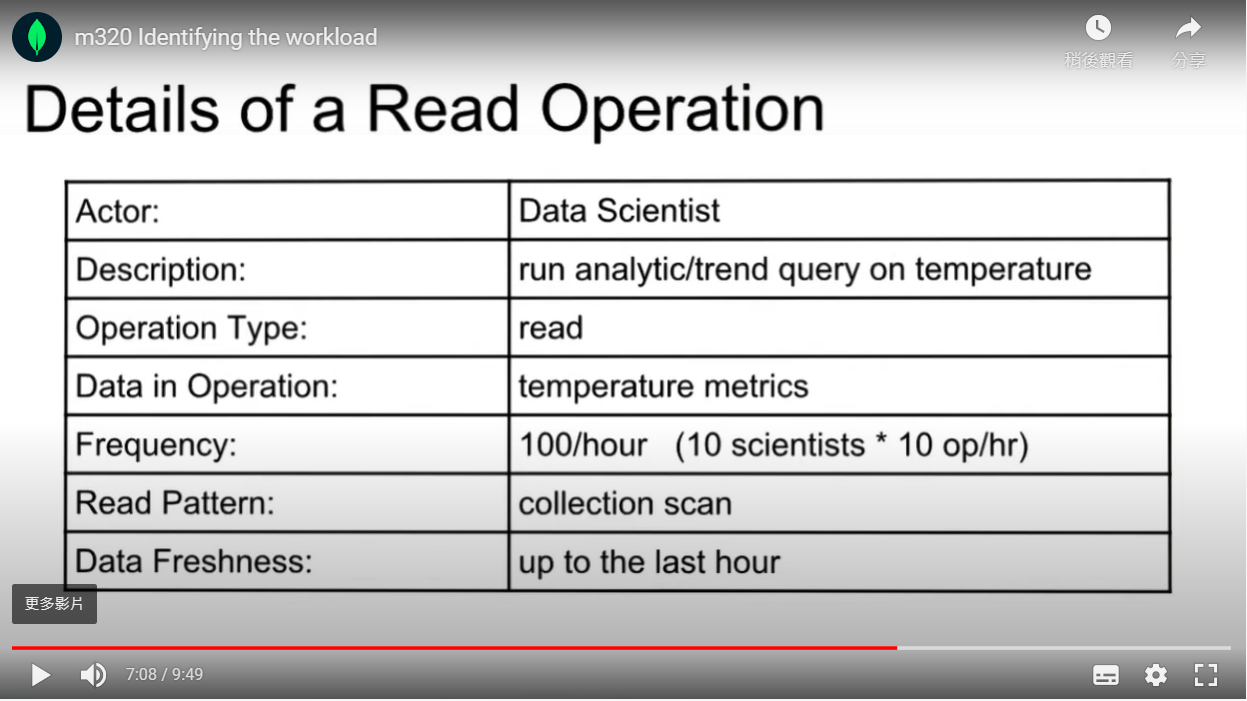 m320 Identifying the workload
稍後觀看
分享
Details of a Read Operation
Actor: Data Scientist
Description: run analytic/trend query on temperature
Operation Type: read
Data in Operation: temperature metrics
Frequency: 100/hour (10 scientists * 10 op/hr)
Read Pattern: collection scan
Data Freshness: up to the last hour
更多影片
7:08 / 9:49